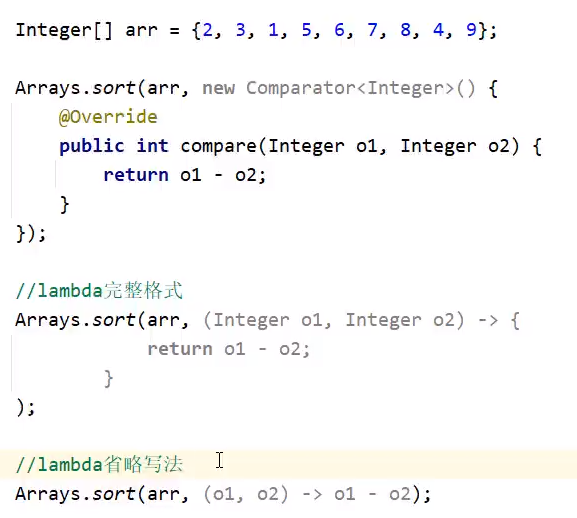 Integer[] arr = {2, 3, 1, 5, 6, 7, 8, 4, 9};
Arrays.sort(arr, new Comparator<Integer>() {
@Override
public int compare(Integer o1, Integer o2) {
return o1 - o2;
}
});
//lambda完整格式
Arrays.sort(arr, (Integer o1, Integer o2) -> {
return o1 - o2;
}
);
//lambda省略写法
Arrays.sort(arr, (o1, o2) -> o1 - o2);